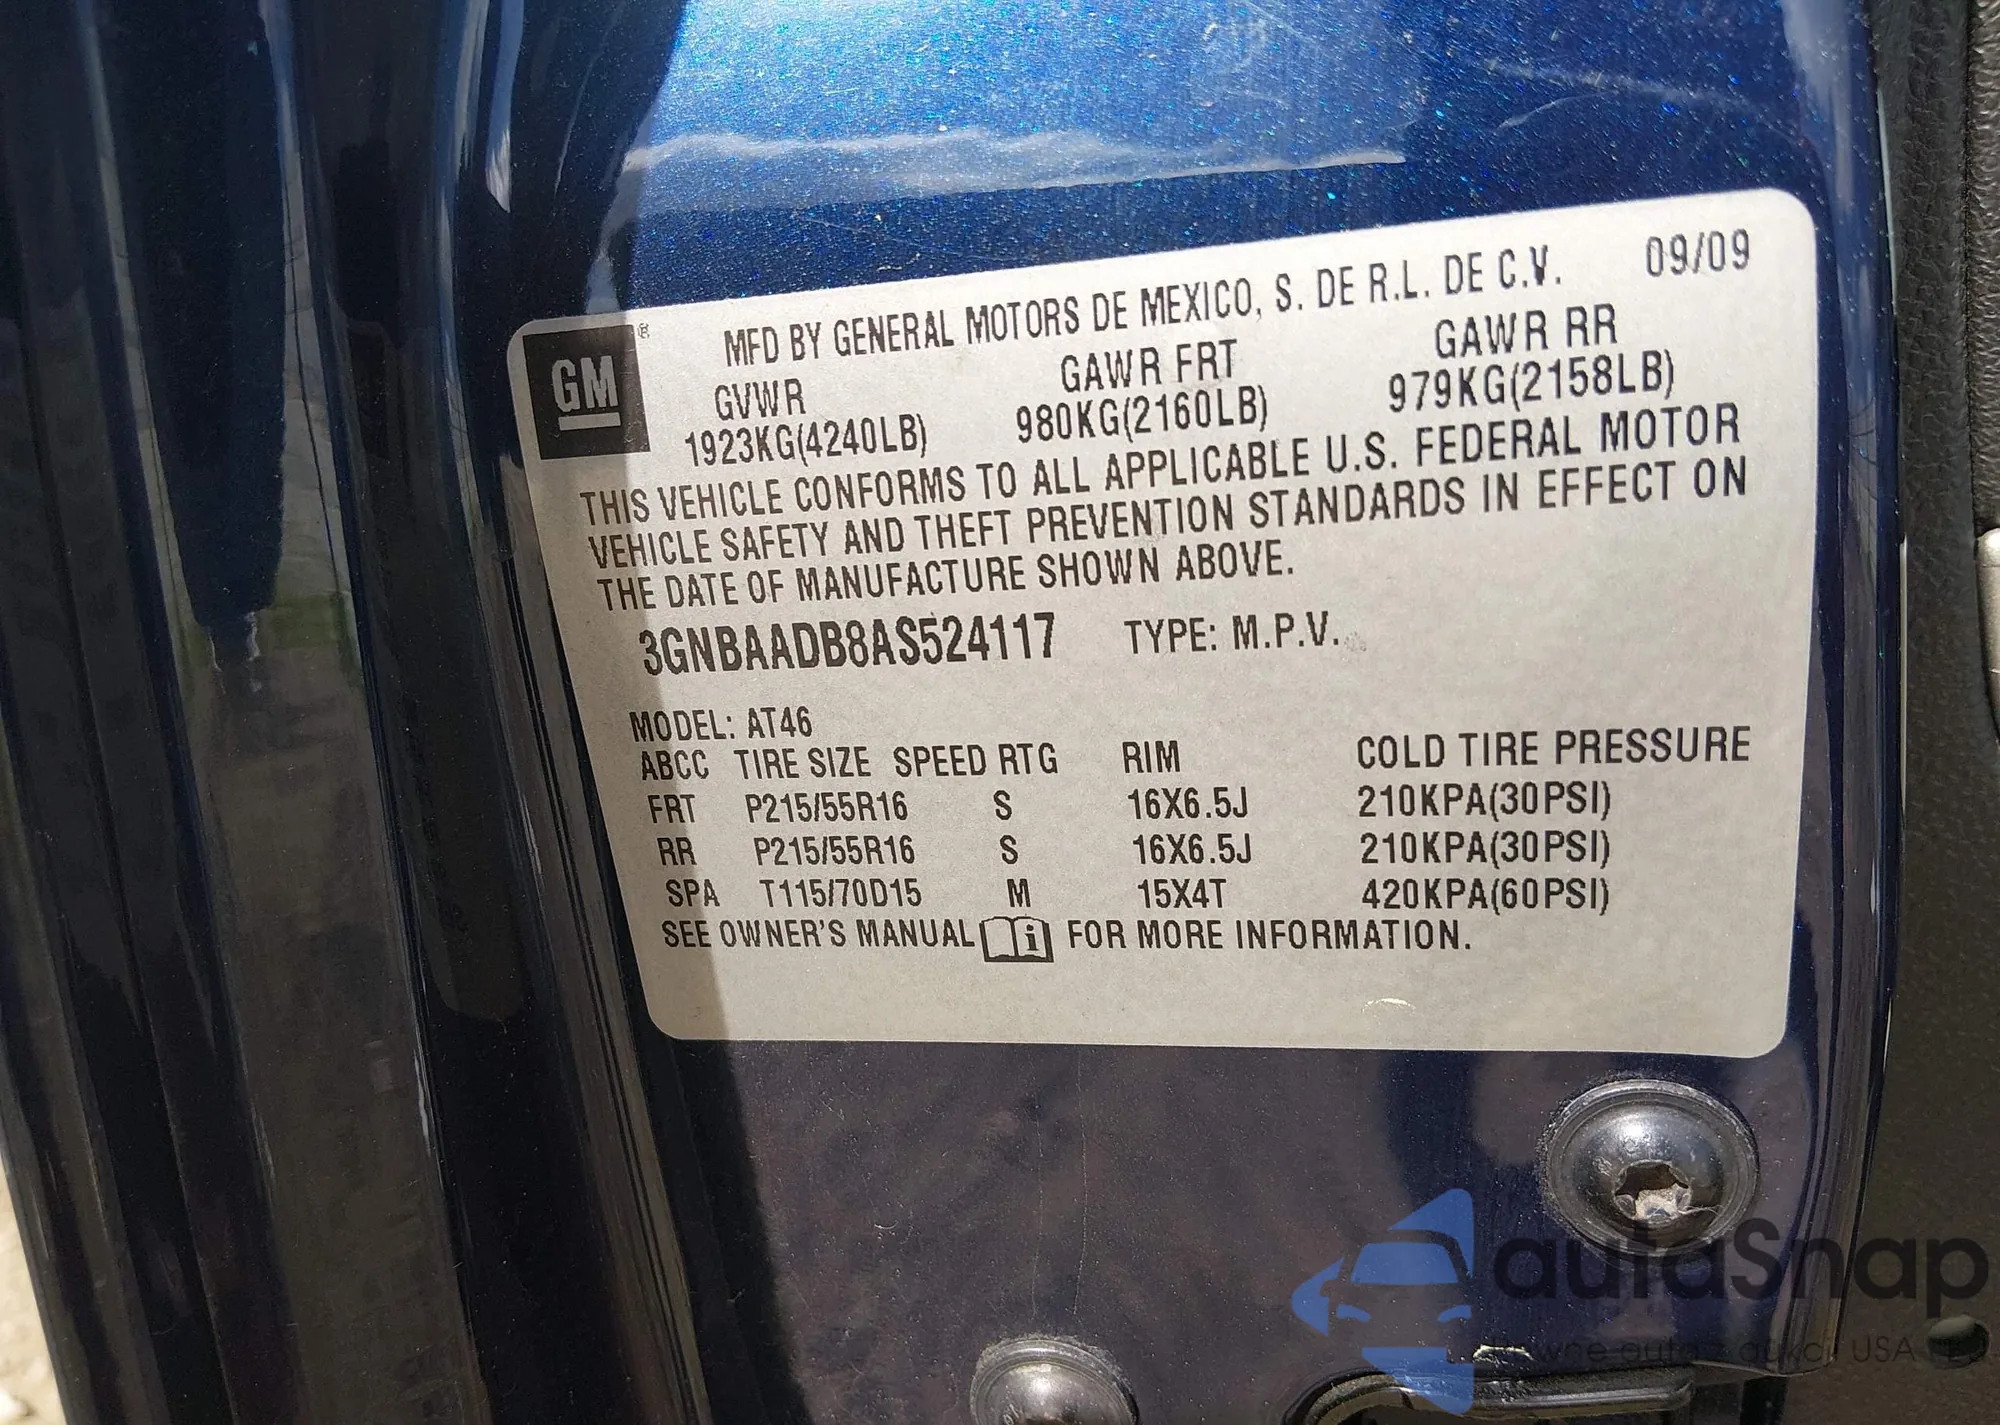 GM ®
MFD BY GENERAL MOTORS DE MEXICO, S. DE R.L. DE C.V. 09/09
GVWR GAWR FRT GAWR RR
1923KG(4240LB) 980KG(2160LB) 979KG(2158LB)
THIS VEHICLE CONFORMS TO ALL APPLICABLE U.S. FEDERAL MOTOR
VEHICLE SAFETY AND THEFT PREVENTION STANDARDS IN EFFECT ON
THE DATE OF MANUFACTURE SHOWN ABOVE.
3GNBAADB8AS524117 TYPE: M.P.V.
MODEL: AT46
ABCC TIRE SIZE SPEED RTG RIM COLD TIRE PRESSURE
FRT P215/55R16 S 16X6.5J 210KPA(30PSI)
RR P215/55R16 S 16X6.5J 210KPA(30PSI)
SPA T115/70D15 M 15X4T 420KPA(60PSI)
SEE OWNER'S MANUAL i FOR MORE INFORMATION.
autaSnap
auta z aukcji USA